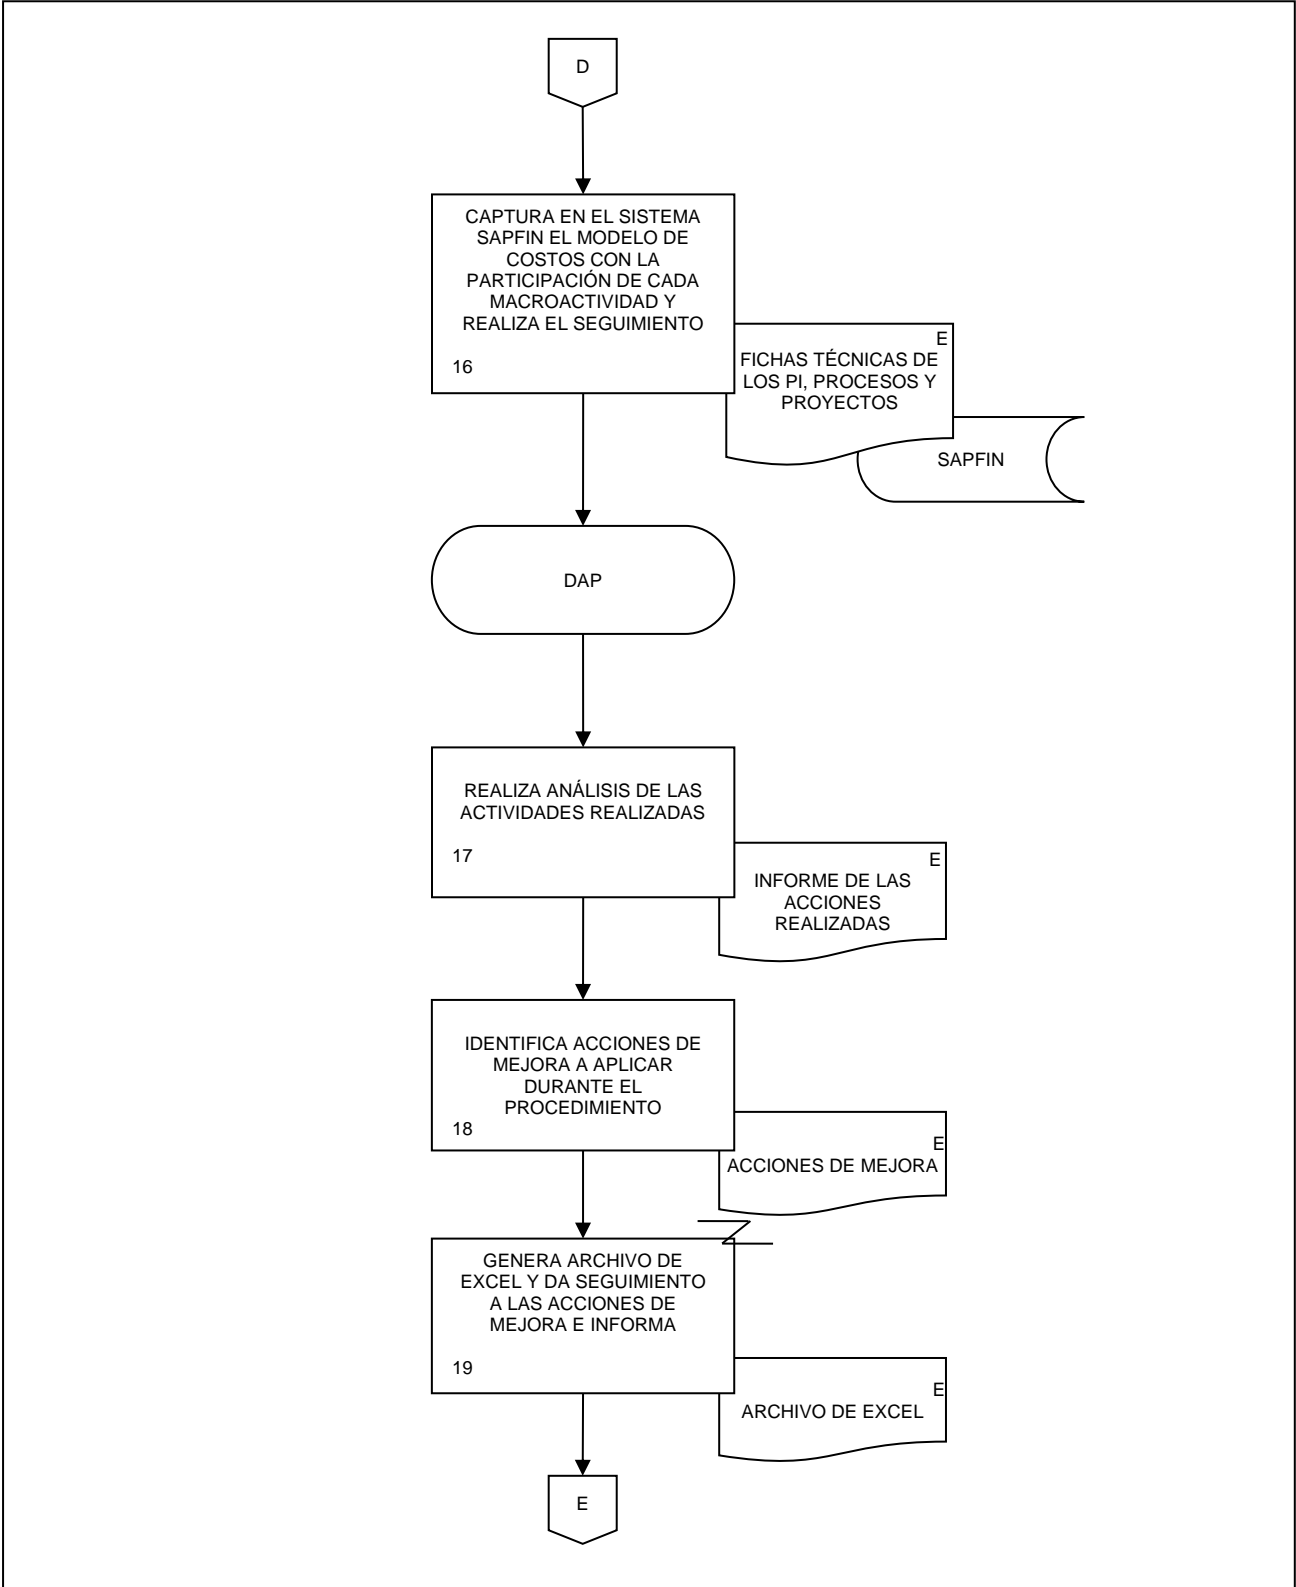 D
CAPTURA EN EL SISTEMA
SAPFIN EL MODELO DE
COSTOS CON LA
PARTICIPACIÓN DE CADA
MACROACTIVIDAD Y
REALIZA EL SEGUIMIENTO
16
E
FICHAS TÉCNICAS DE
LOS PI, PROCESOS Y
PROYECTOS
SAPFIN
DAP
REALIZA ANÁLISIS DE LAS
ACTIVIDADES REALIZADAS
17
E
INFORME DE LAS
ACCIONES
REALIZADAS
IDENTIFICA ACCIONES DE
MEJORA A APLICAR
DURANTE EL
PROCEDIMIENTO
18
E
ACCIONES DE MEJORA
GENERA ARCHIVO DE
EXCEL Y DA SEGUIMIENTO
A LAS ACCIONES DE
MEJORA E INFORMA
19
E
ARCHIVO DE EXCEL
E